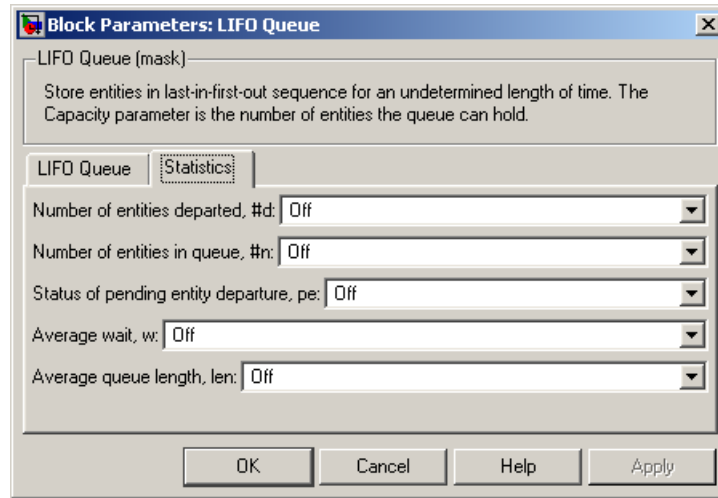 Block Parameters: LIFO Queue
LIFO Queue (mask)
Store entities in last-in-first-out sequence for an undetermined length of time. The
Capacity parameter is the number of entities the queue can hold.
LIFO Queue Statistics
Number of entities departed, #d: Off
Number of entities in queue, #n: Off
Status of pending entity departure, pe: Off
Average wait, w: Off
Average queue length, len: Off
OK Cancel Help Apply